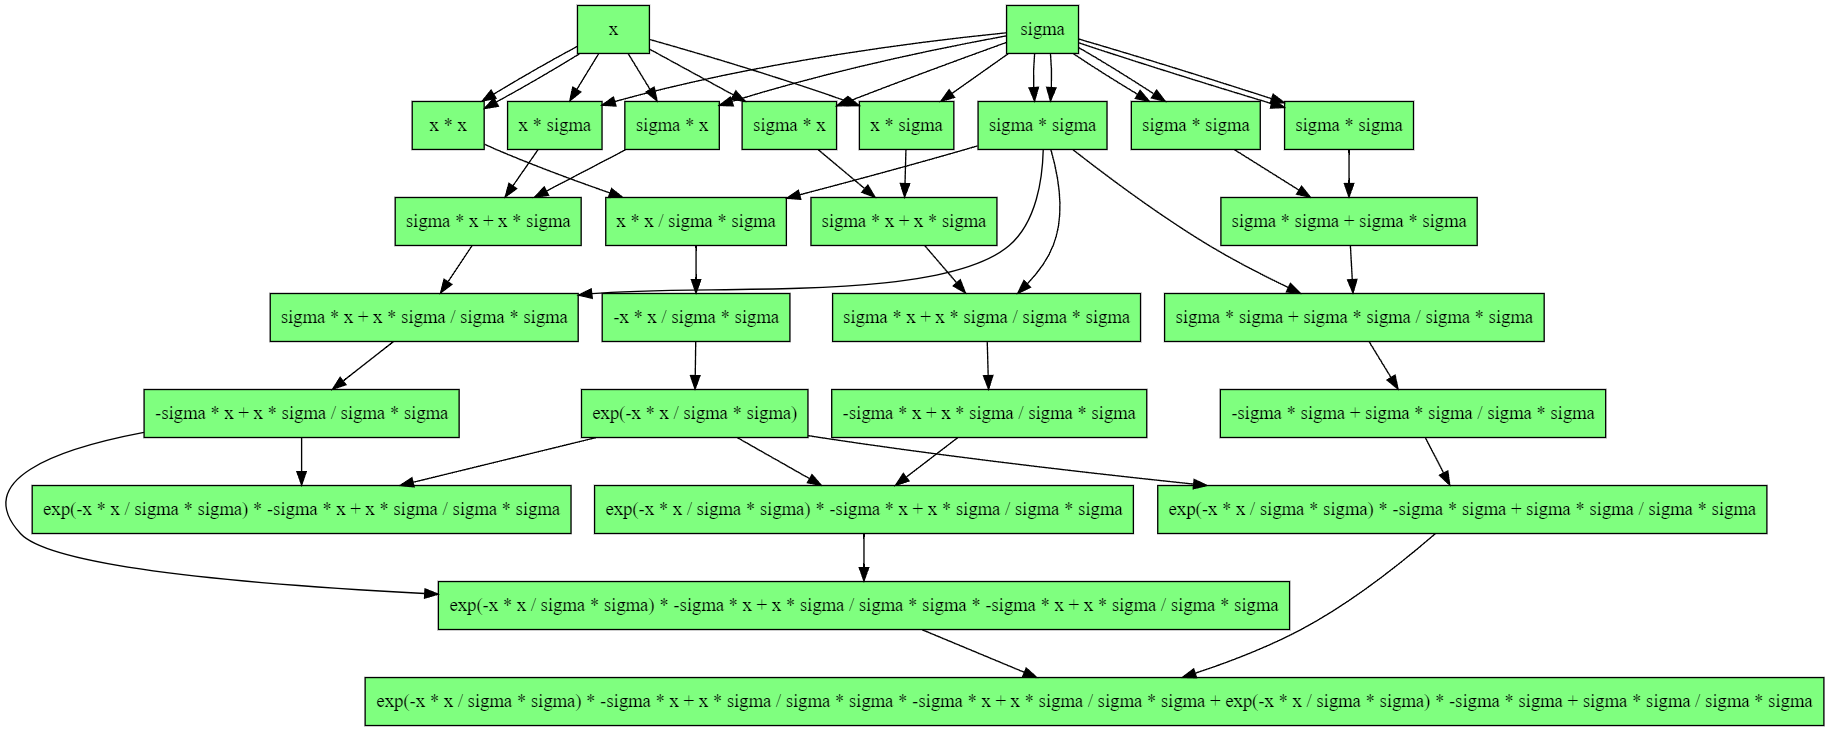 x
sigma
x * x
x * sigma
sigma * x
sigma * x
x * sigma
sigma * sigma
sigma * sigma
sigma * sigma
sigma * x + x * sigma
x * x / sigma * sigma
sigma * x + x * sigma
sigma * sigma + sigma * sigma
sigma * x + x * sigma / sigma * sigma
-x * x / sigma * sigma
sigma * x + x * sigma / sigma * sigma
sigma * sigma + sigma * sigma / sigma * sigma
-sigma * x + x * sigma / sigma * sigma
exp(-x * x / sigma * sigma)
-sigma * x + x * sigma / sigma * sigma
-sigma * sigma + sigma * sigma / sigma * sigma
exp(-x * x / sigma * sigma) * -sigma * x + x * sigma / sigma * sigma
exp(-x * x / sigma * sigma) * -sigma * x + x * sigma / sigma * sigma
exp(-x * x / sigma * sigma) * -sigma * sigma + sigma * sigma / sigma * sigma
exp(-x * x / sigma * sigma) * -sigma * x + x * sigma / sigma * sigma * -sigma * x + x * sigma / sigma * sigma
exp(-x * x / sigma * sigma) * -sigma * x + x * sigma / sigma * sigma * -sigma * x + x * sigma / sigma * sigma + exp(-x * x / sigma * sigma) * -sigma * sigma + sigma * sigma / sigma * sigma